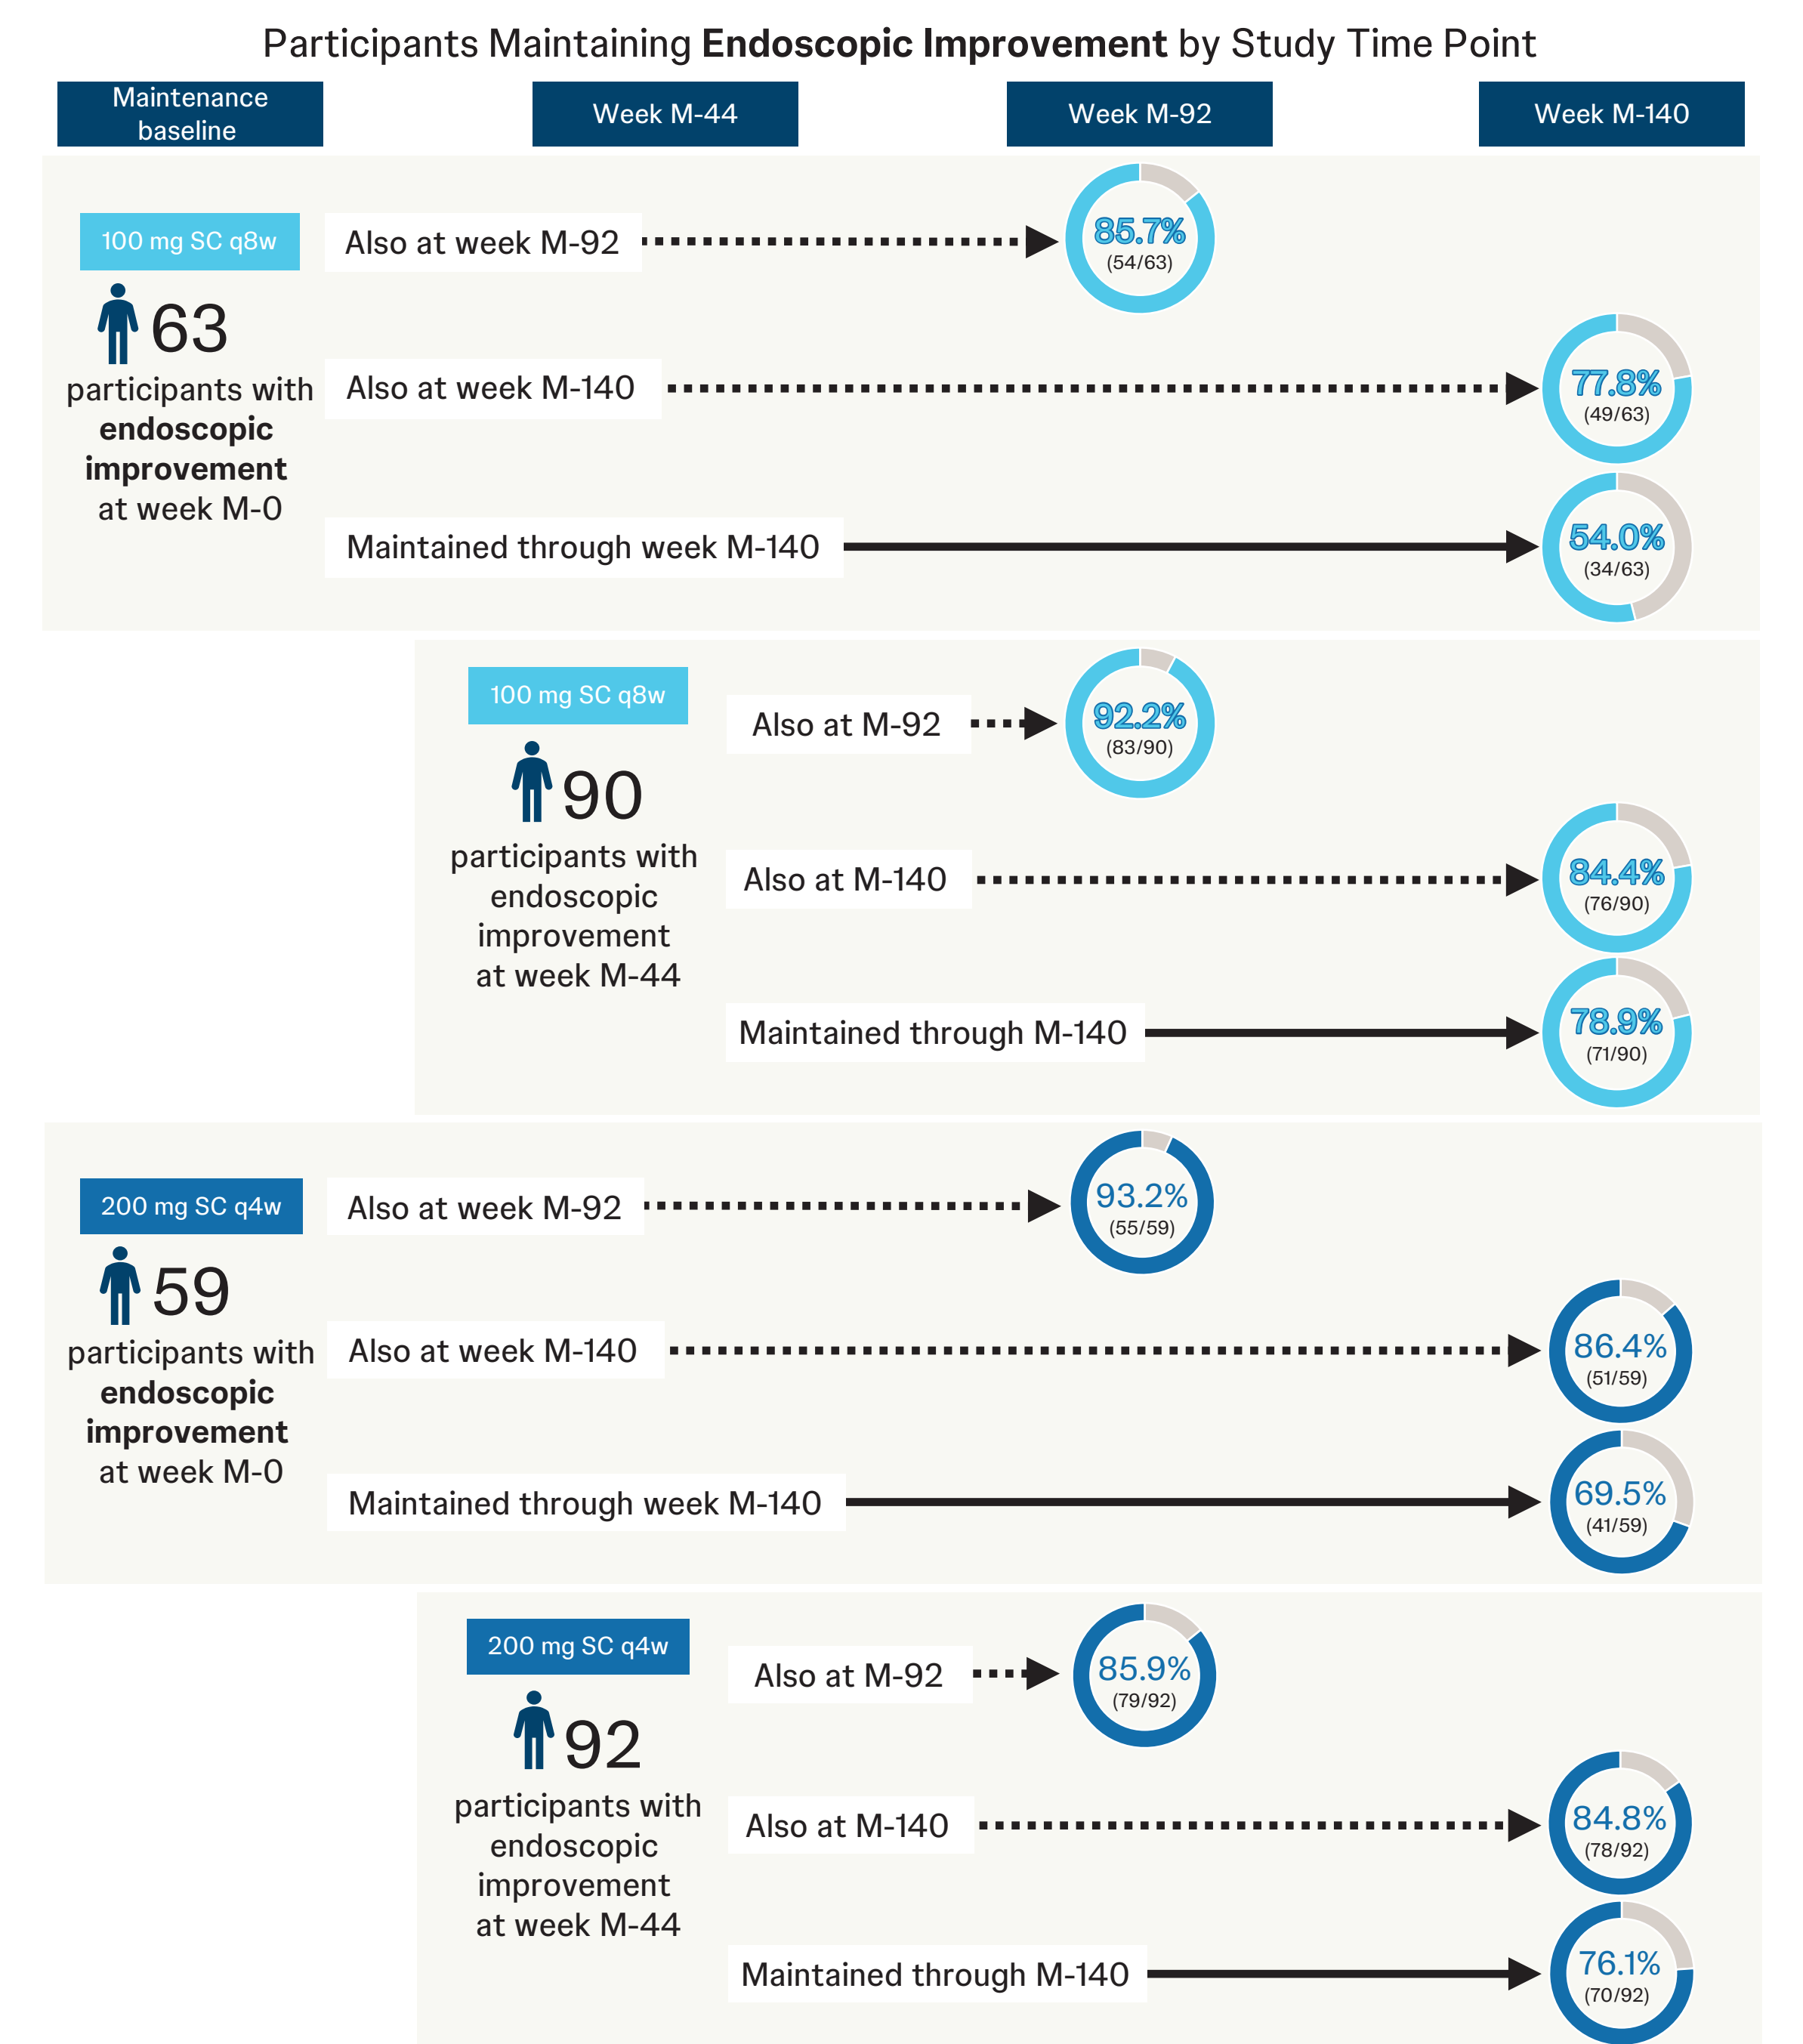 Participants Maintaining Endoscopic Improvement by Study Time Point
Maintenance
baseline
Week M-44
Week M-92
Week M-140
100 mg SC q8w
63
participants with
endoscopic
improvement
at week M-0
Also at week M-92
85.7%
(54/63)
Also at week M-140
77.8%
(49/63)
Maintained through week M-140
54.0%
(34/63)
100 mg SC q8w
90
participants with
endoscopic
improvement
at week M-44
Also at M-92
92.2%
(83/90)
Also at M-140
84.4%
(76/90)
Maintained through M-140
78.9%
(71/90)
200 mg SC q4w
59
participants with
endoscopic
improvement
at week M-0
Also at week M-92
93.2%
(55/59)
Also at week M-140
86.4%
(51/59)
Maintained through week M-140
69.5%
(41/59)
200 mg SC q4w
92
participants with
endoscopic
improvement
at week M-44
Also at M-92
85.9%
(79/92)
Also at M-140
84.8%
(78/92)
Maintained through M-140
76.1%
(70/92)